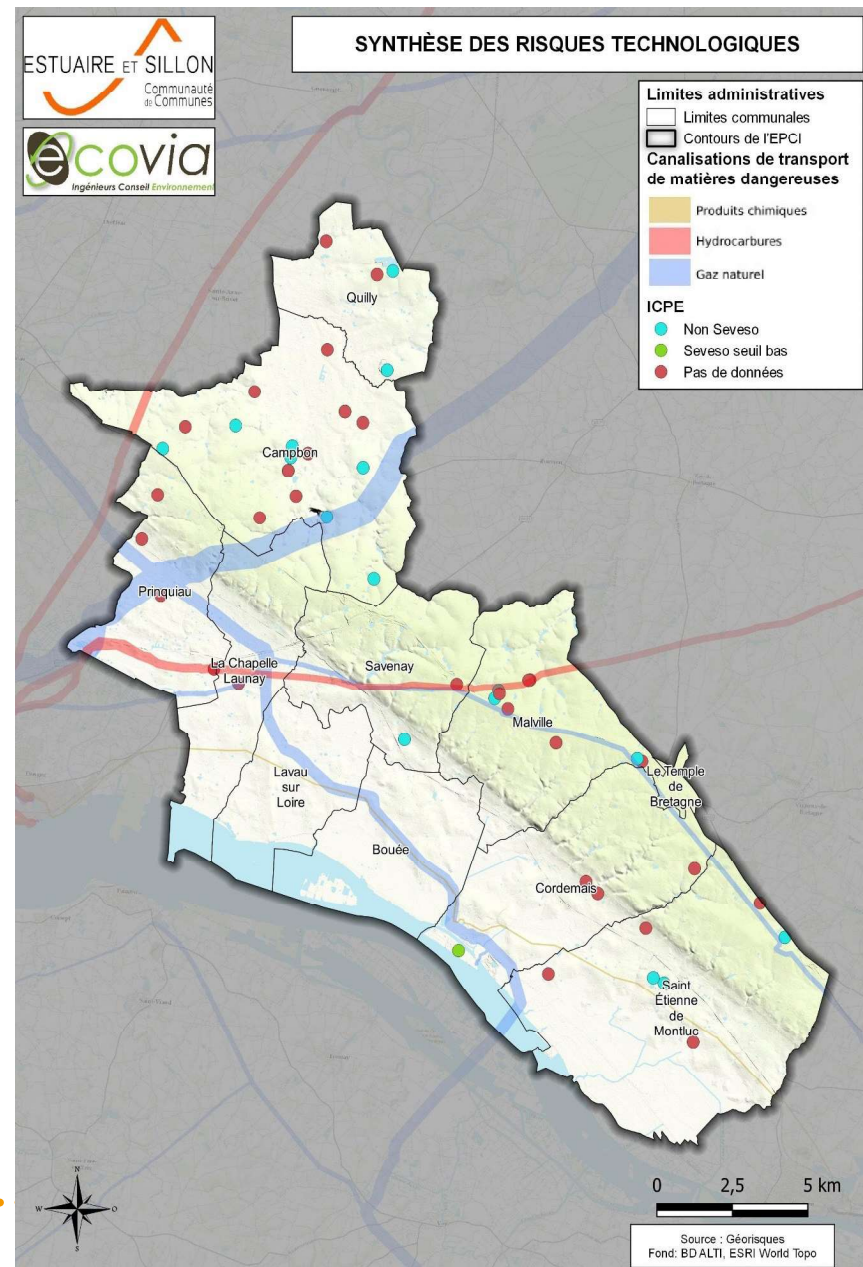 ESTUAIRE ET SILLON
Communauté
de Communes
ecovia
Ingénieurs Conseil Environnement
SYNTHÈSE DES RISQUES TECHNOLOGIQUES
Limites administratives
Limites communales
Contours de l'EPCI
Canalisations de transport
de matières dangereuses
Produits chimiques
Hydrocarbures
Gaz naturel
ICPE
Non Seveso
Seveso seuil bas
Pas de données
Quilly
Campbon
Prinquiau
La Chapelle
Launay
Savenay
Malville
Le Temple
de
Bretagne
Lavau
sur
Loire
Bouée
Cordemais
Saint
Étienne
de
Montluc
N
W
O
S
0 2,5 5 km
Source : Géorisques
Fond: BD ALTI, ESRI World Topo